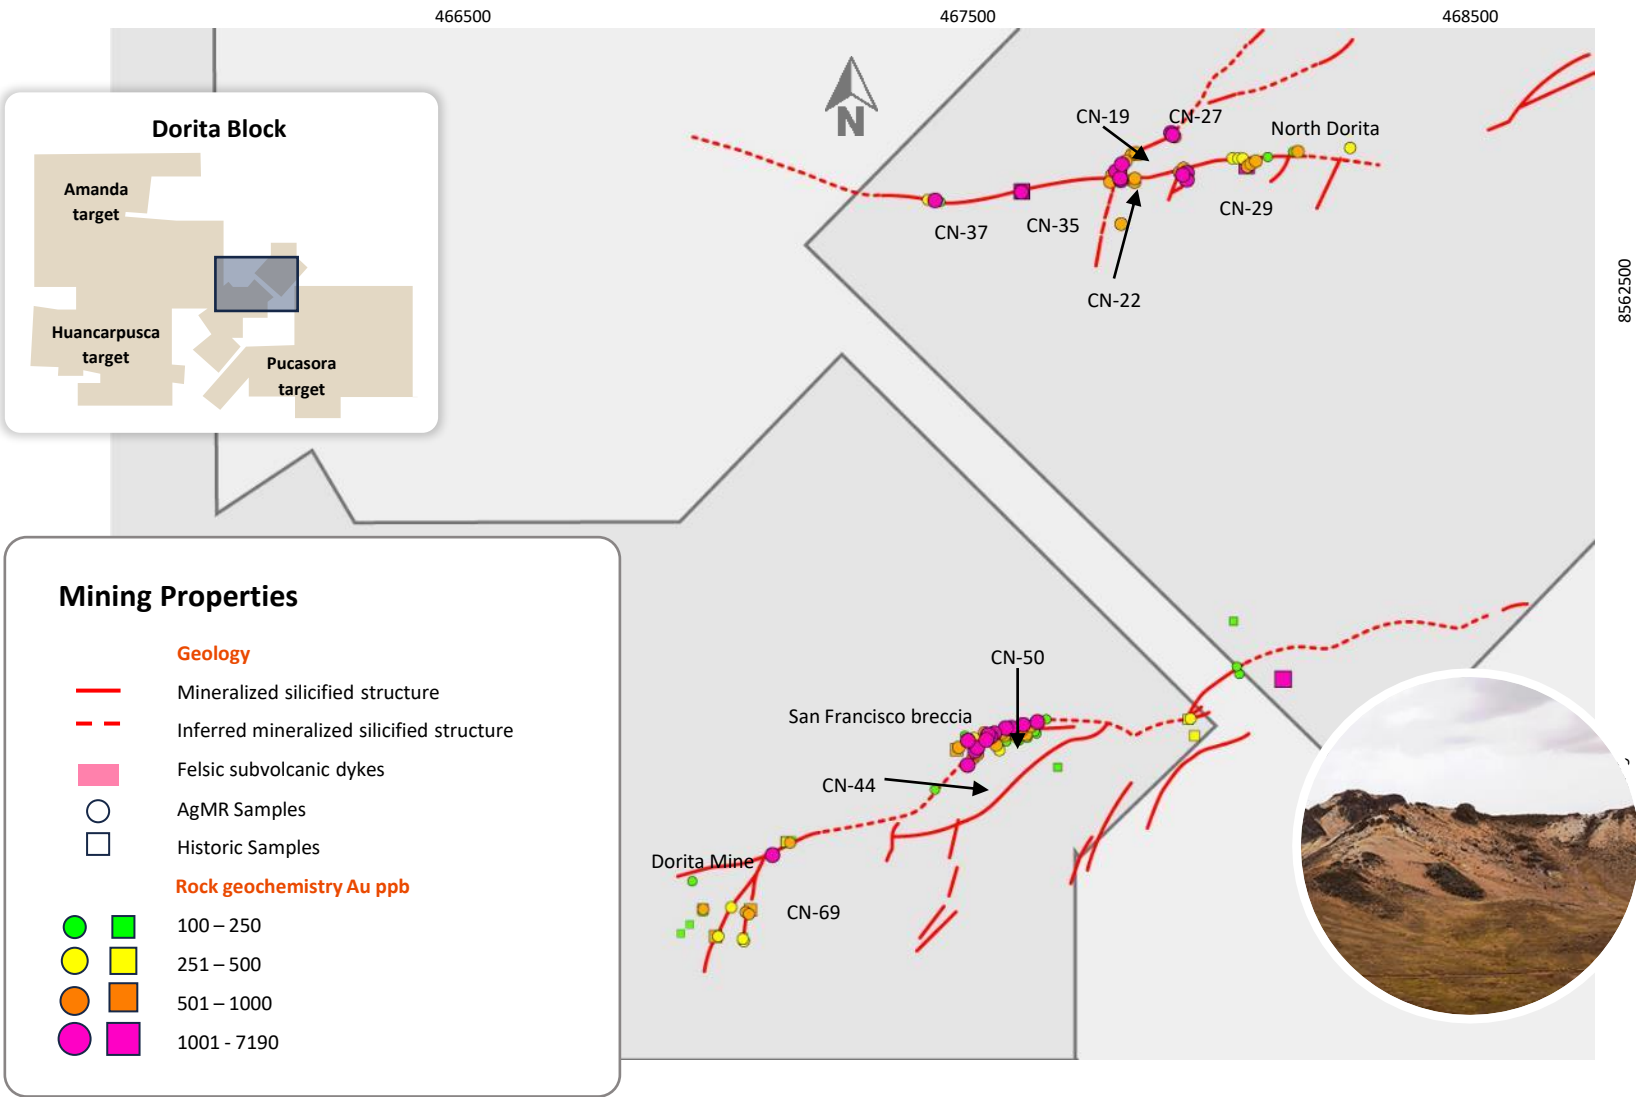 466500
467500
468500
Dorita Block
Amanda
target
Huancarpusca
target
Pucasora
target
N
CN-19
CN-27
North Dorita
CN-37
CN-35
CN-29
CN-22
8562500
Mining Properties
Geology
Mineralized silicified structure
Inferred mineralized silicified structure
Felsic subvolcanic dykes
AgMR Samples
Historic Samples
Rock geochemistry Au ppb
100 – 250
251 – 500
501 – 1000
1001 - 7190
CN-50
San Francisco breccia
CN-44
Dorita Mine
CN-69